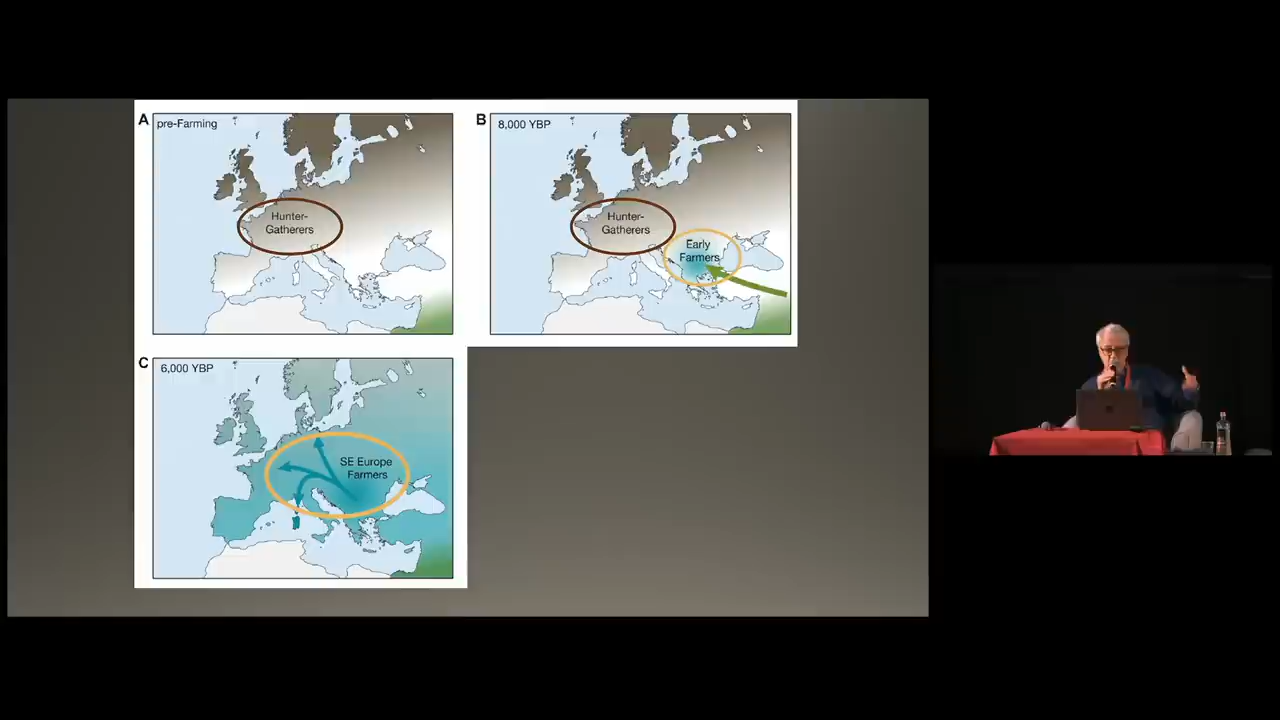 A
pre-Farming
Hunter-
Gatherers
B
8,000 YBP
Hunter-
Gatherers
Early
Farmers
C
6,000 YBP
SE Europe
Farmers